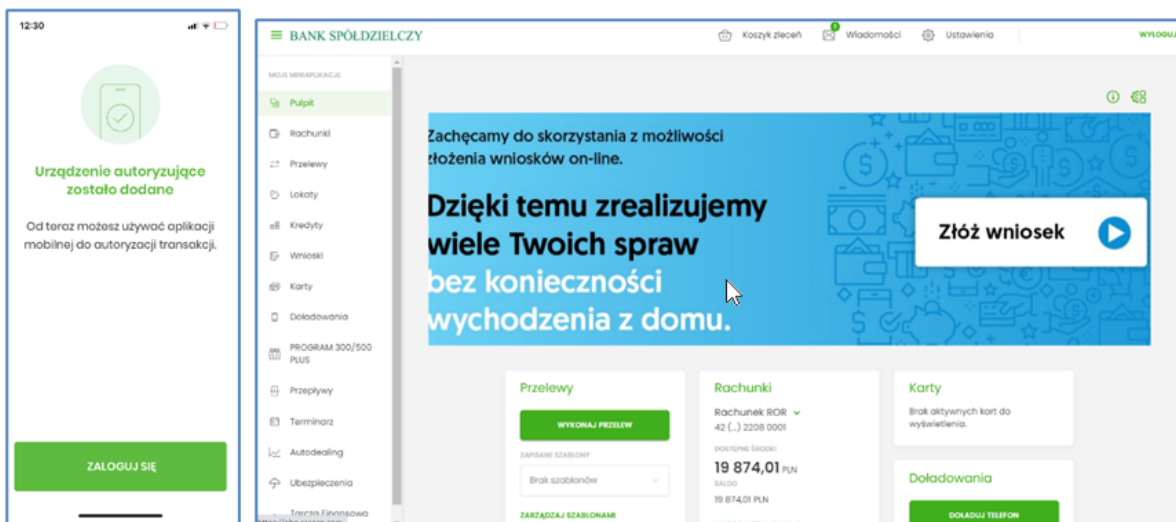 12:30
Urządzenie autoryzujące
zostało dodane
Od teraz możesz używać aplikacji
mobilnej do autoryzacji transakcji.
ZALOGUJ SIĘ
BANK SPÓŁDZIELCZY
Koszyk zleceń
1
Wiadomości
Ustawienia
WYLOGUJ
MOJE MINIAPLIKACJE
Pulpit
Rachunki
Przelewy
Lokaty
Kredyty
Wnioski
Karty
Doładowania
PROGRAM 300/500
PLUS
Przepływy
Terminarz
Autodealing
Ubezpieczenia
Tarcza Finansowa
Zachęcamy do skorzystania z możliwości
złożenia wniosków on-line.
Dzięki temu zrealizujemy
wiele Twoich spraw
bez konieczności
wychodzenia z domu.
Złóż wniosek
Przelewy
WYKONAJ PRZELEW
ZAPISANE SZABLONY
Brak szablonów
ZARZĄDZAJ SZABLONAMI
Rachunki
Rachunek ROR
42 (...) 2208 0001
DOSTĘPNE ŚRODKI
19 874,01 PLN
SALDO
19 874,01 PLN
Karty
Brak aktywnych kart do
wyświetlenia.
Doładowania
DOŁADUJ TELEFON